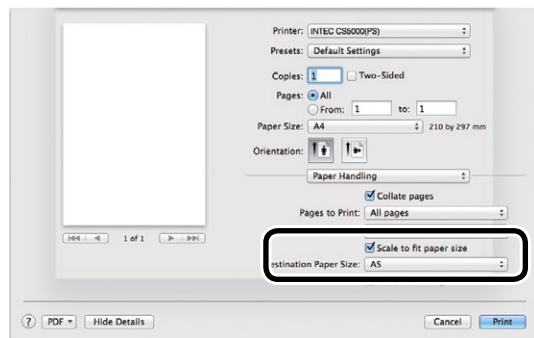 Printer: INTEC CS5000(PS)
Presets: Default Settings
Copies: 1 Two-Sided
Pages: All
From: 1 to: 1
Paper Size: A4 210 by 297 mm
Orientation:
Paper Handling
Collate pages
Pages to Print: All pages
1 of 1
Scale to fit paper size
estination Paper Size: A5
? PDF Hide Details Cancel Print